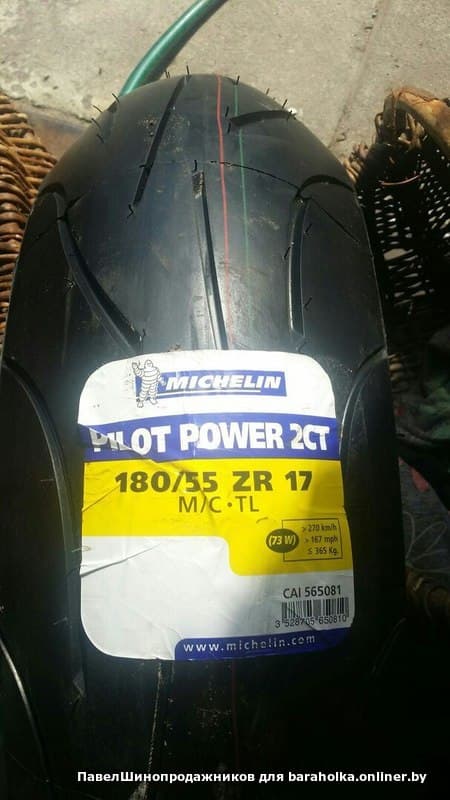 MICHELIN
PILOT POWER 2CT
180/55 ZR 17
M/C · TL
(73 W)
> 270 km/h
> 167 mph
≤ 365 Kg.
CAI 565081
3 528705 650810
www.michelin.com
ПавелШинопродажников для baraholka.onliner.by